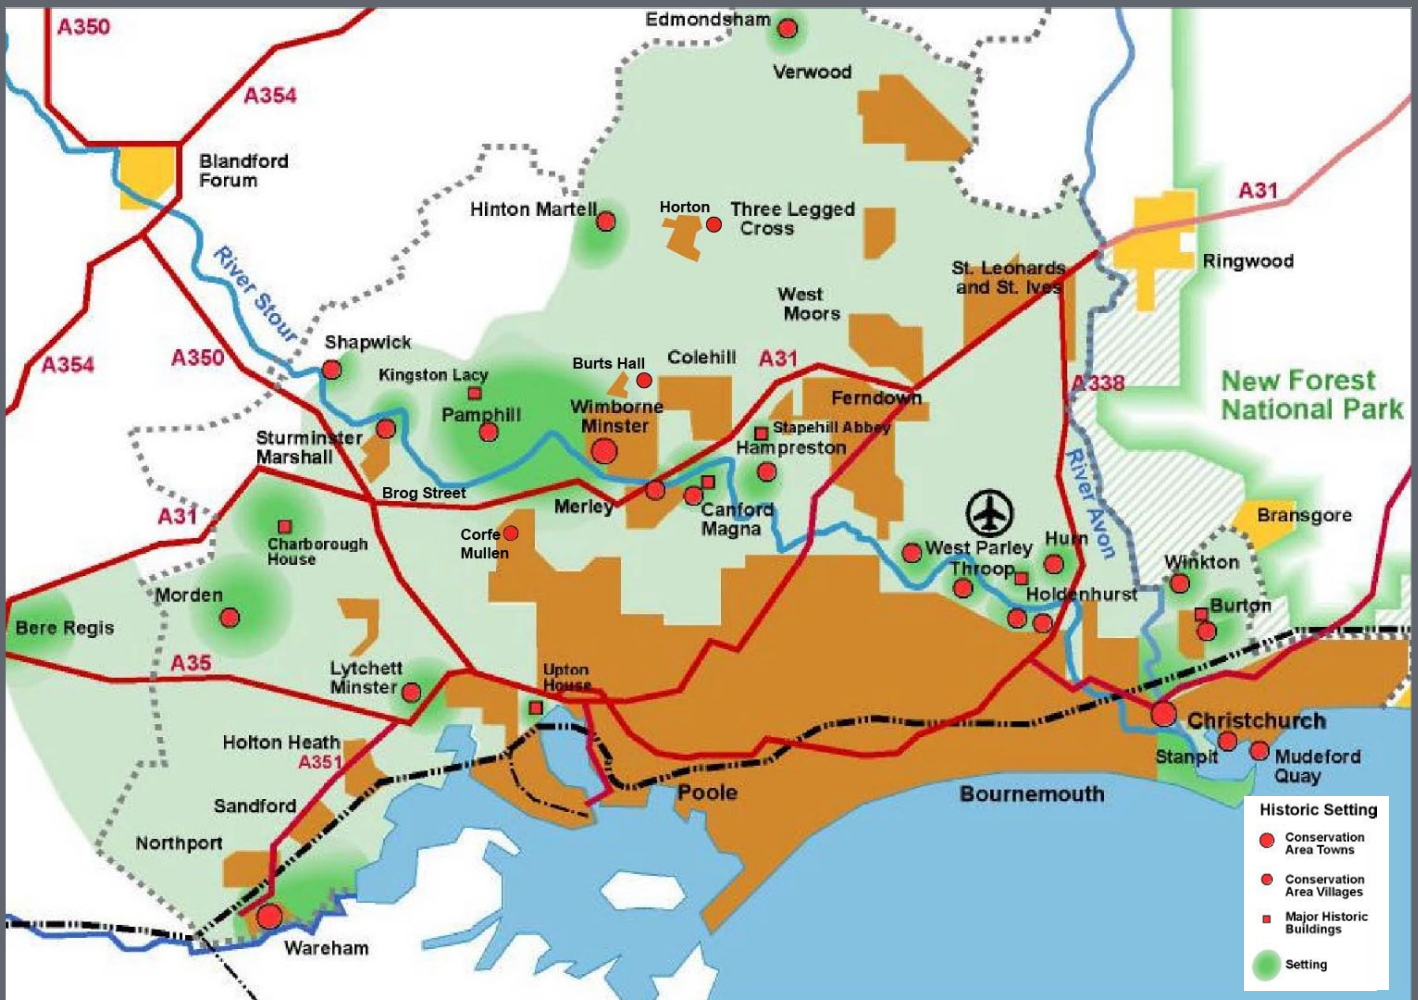 A350
Edmondsham
Verwood
A354
Blandford
Forum
A31
Hinton Martell
Horton
Three Legged
Cross
River Stour
St. Leonards
and St. Ives
Ringwood
West
Moors
A354
A350
Shapwick
Kingston Lacy
Burts Hall
Colehill
A31
A338
New Forest
National Park
Pamphill
Wimborne
Minster
Ferndown
Stapehill Abbey
Hampreston
Sturminster
Marshall
Brog Street
River Avon
A31
Merley
Canford
Magna
Bransgore
Charborough
House
Corfe
Mullen
West Parley
Hurn
Throop
Winkton
Morden
Holdenhurst
Burton
Bere Regis
A35
Lytchett
Minster
Upton
House
Christchurch
Holton Heath
A351
Stanpit
Mudeford
Quay
Sandford
Poole
Bournemouth
Northport
Wareham
Historic Setting
Conservation
Area Towns
Conservation
Area Villages
Major Historic
Buildings
Setting